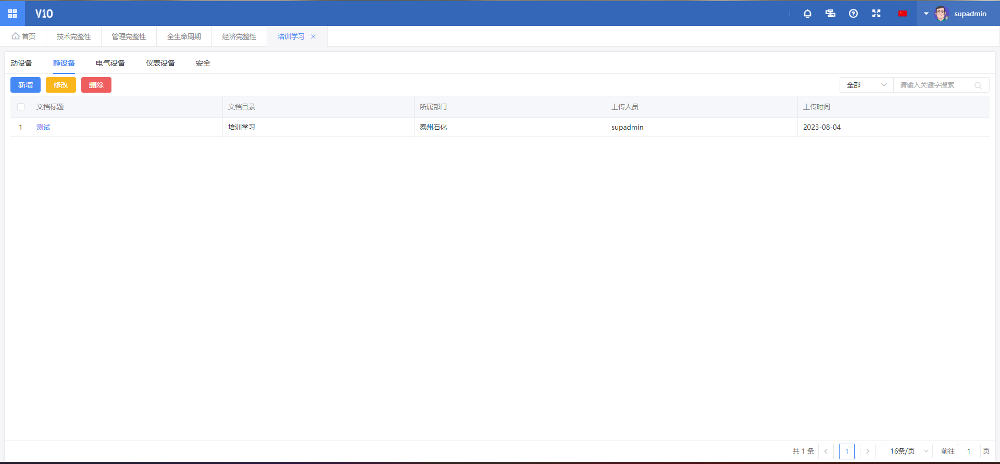 V10
supadmin
首页
技术完整性
管理完整性
全生命周期
经济完整性
培训学习
动设备
静设备
电气设备
仪表设备
安全
新增
修改
删除
全部
请输入关键字搜索
文档标题
文档目录
所属部门
上传人员
上传时间
1
测试
培训学习
泰州石化
supadmin
2023-08-04
共 1 条
1
16条/页
前往
1
页